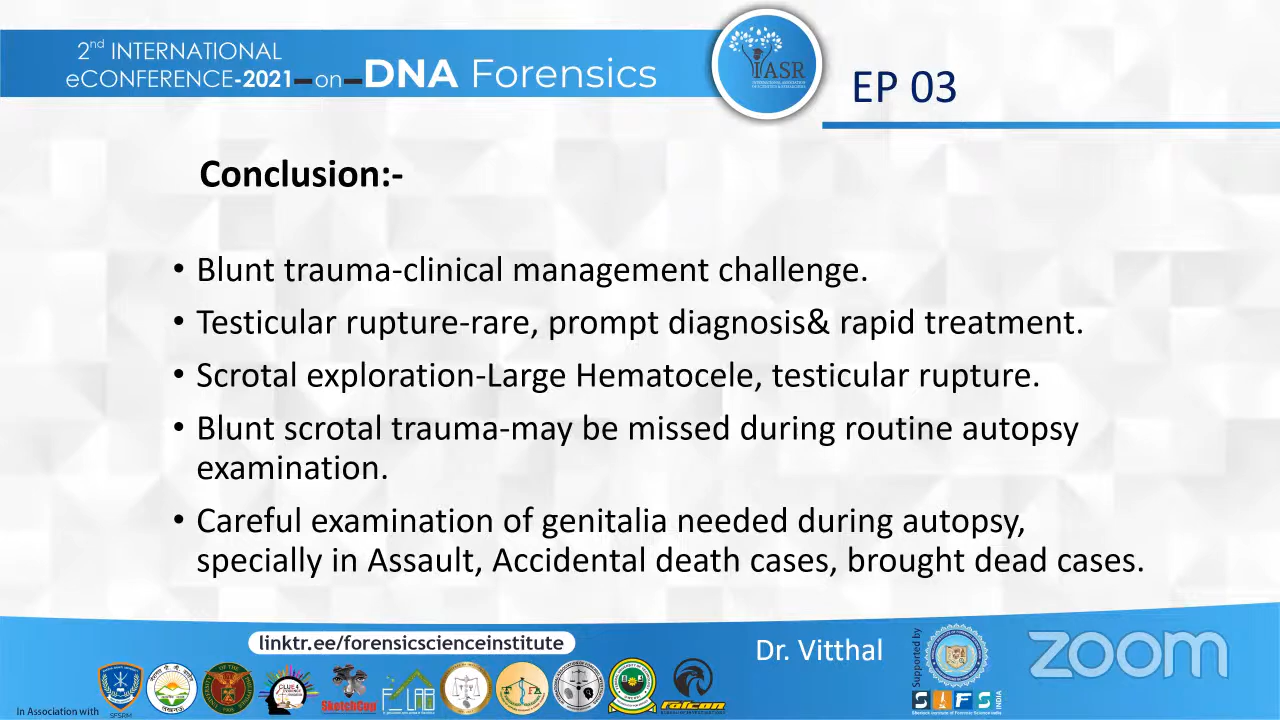 2nd INTERNATIONAL
eCONFERENCE-2021-on-DNA Forensics
IASR
EP 03
Conclusion:-
• Blunt trauma-clinical management challenge.
• Testicular rupture-rare, prompt diagnosis& rapid treatment.
• Scrotal exploration-Large Hematocele, testicular rupture.
• Blunt scrotal trauma-may be missed during routine autopsy
examination.
• Careful examination of genitalia needed during autopsy,
specially in Assault, Accidental death cases, brought dead cases.
linktr.ee/forensicscienceinstitute
Dr. Vitthal
Supported by
SIFS
INDIA
zoom
In Association with
SketchCop
F LAB
falcon